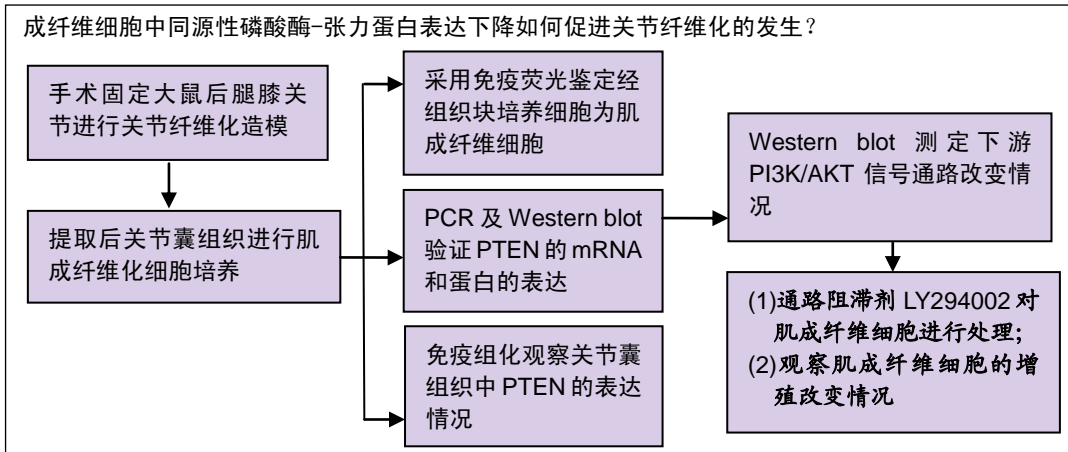 成纤维细胞中同源性磷酸酶-张力蛋白表达下降如何促进关节纤维化的发生?
手术固定大鼠后腿膝关
节进行关节纤维化造模
提取后关节囊组织进行肌
成纤维化细胞培养
采用免疫荧光鉴定经
组织块培养细胞为肌
成纤维细胞
PCR 及 Western blot
验证 PTEN 的 mRNA
和蛋白的表达
免疫组化观察关节囊
组织中 PTEN 的表达
情况
Western blot 测定下游
PI3K/AKT 信号通路改变情
况
(1)通路阻滞剂 LY294002 对
肌成纤维细胞进行处理;
(2)观察肌成纤维细胞的增
殖改变情况